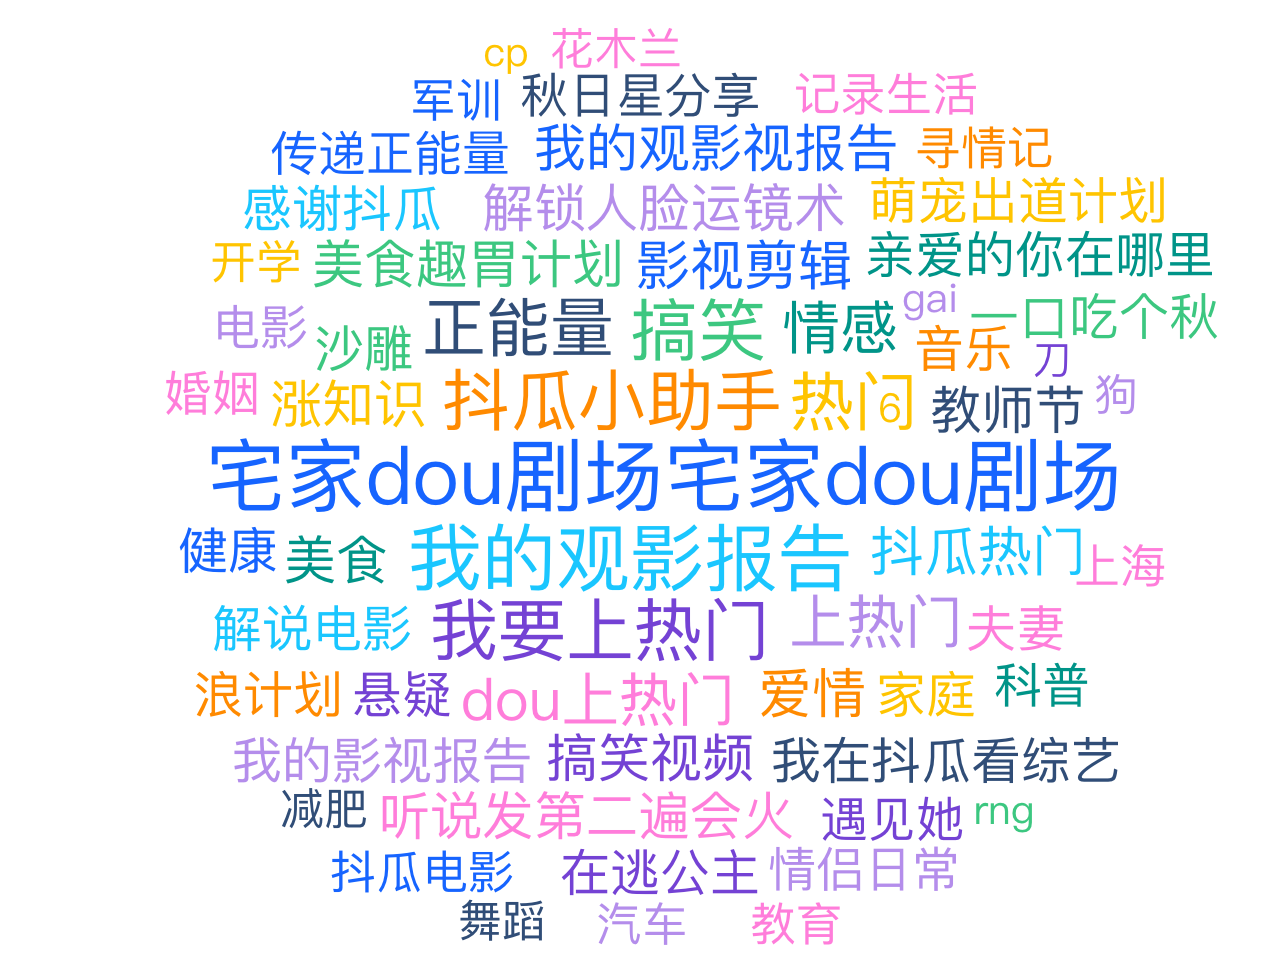 cp 花木兰
军训 秋日星分享 记录生活
传递正能量 我的观影视报告 寻情记
感谢抖瓜 解锁人脸运镜术 萌宠出道计划
开学 美食趣胃计划 影视剪辑 亲爱的你在哪里
电影 沙雕 正能量 搞笑 情感 gai 音乐 一口吃个秋 刀
婚姻 涨知识 抖瓜小助手 热门 6 教师节 狗
宅家dou剧场宅家dou剧场
健康 美食 我的观影报告 抖瓜热门 上海
解说电影 我要上热门 上热门 夫妻
浪计划 悬疑 dou上热门 爱情 家庭 科普
我的影视报告 搞笑视频 我在抖瓜看综艺
减肥 听说发第二遍会火 遇见她 rng
抖瓜电影 在逃公主 情侣日常
舞蹈 汽车 教育